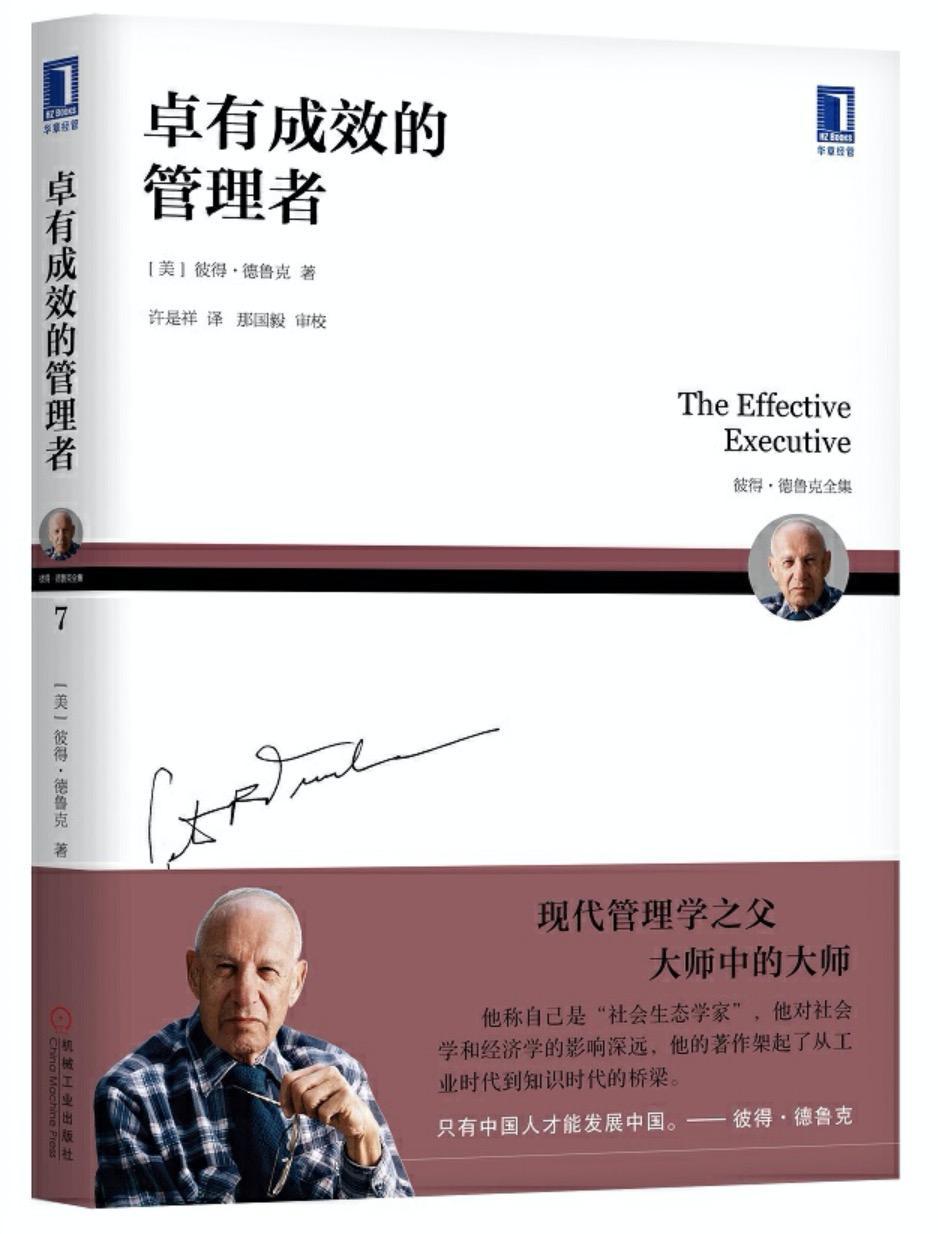 HZ Books
华章经管
卓有成效的管理者
彼得·德鲁克全集
7
[美]彼得·德鲁克 著
机械工业出版社
China Machine Press
卓有成效的
管理者
[美] 彼得·德鲁克 著
许是祥 译 那国毅 审校
HZ Books
华章经管
The Effective
Executive
彼得·德鲁克全集
现代管理学之父
大师中的大师
他称自己是“社会生态学家”，他对社会
学和经济学的影响深远，他的著作架起了从工
业时代到知识时代的桥梁。
只有中国人才能发展中国。—— 彼得·德鲁克